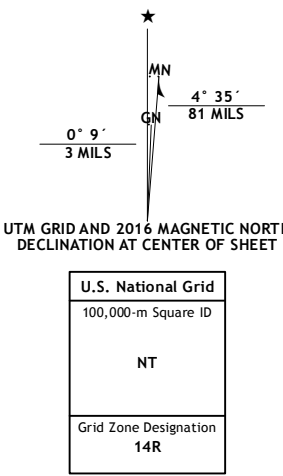 ★
MN
GN
4° 35´
81 MILS
0° 9´
3 MILS
UTM GRID AND 2016 MAGNETIC NORTH
DECLINATION AT CENTER OF SHEET
U.S. National Grid
100,000-m Square ID
NT
Grid Zone Designation
14R